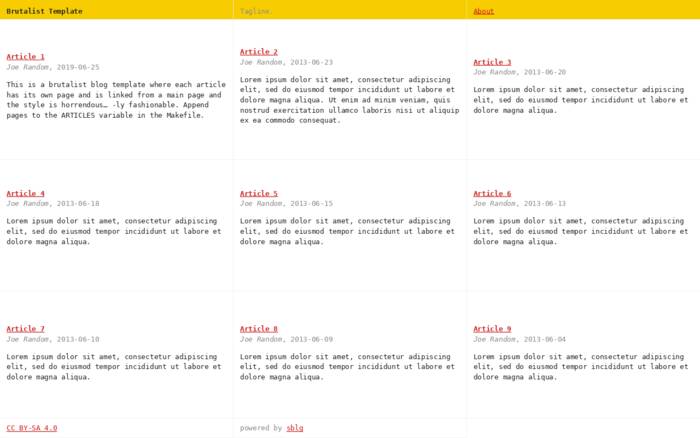 Brutalist Template
Tagline.
About
Article 1
Joe Random, 2019-06-25
This is a brutalist blog template where each article
has its own page and is linked from a main page and
the style is horrendous… -ly fashionable. Append
pages to the ARTICLES variable in the Makefile.
Article 2
Joe Random, 2013-06-23
Lorem ipsum dolor sit amet, consectetur adipiscing
elit, sed do eiusmod tempor incididunt ut labore et
dolore magna aliqua. Ut enim ad minim veniam, quis
nostrud exercitation ullamco laboris nisi ut aliquip
ex ea commodo consequat.
Article 3
Joe Random, 2013-06-20
Lorem ipsum dolor sit amet, consectetur adipiscing
elit, sed do eiusmod tempor incididunt ut labore et
dolore magna aliqua.
Article 4
Joe Random, 2013-06-18
Lorem ipsum dolor sit amet, consectetur adipiscing
elit, sed do eiusmod tempor incididunt ut labore et
dolore magna aliqua.
Article 5
Joe Random, 2013-06-15
Lorem ipsum dolor sit amet, consectetur adipiscing
elit, sed do eiusmod tempor incididunt ut labore et
dolore magna aliqua.
Article 6
Joe Random, 2013-06-13
Lorem ipsum dolor sit amet, consectetur adipiscing
elit, sed do eiusmod tempor incididunt ut labore et
dolore magna aliqua.
Article 7
Joe Random, 2013-06-10
Lorem ipsum dolor sit amet, consectetur adipiscing
elit, sed do eiusmod tempor incididunt ut labore et
dolore magna aliqua.
Article 8
Joe Random, 2013-06-09
Lorem ipsum dolor sit amet, consectetur adipiscing
elit, sed do eiusmod tempor incididunt ut labore et
dolore magna aliqua.
Article 9
Joe Random, 2013-06-04
Lorem ipsum dolor sit amet, consectetur adipiscing
elit, sed do eiusmod tempor incididunt ut labore et
dolore magna aliqua.
CC BY-SA 4.0
powered by sblg